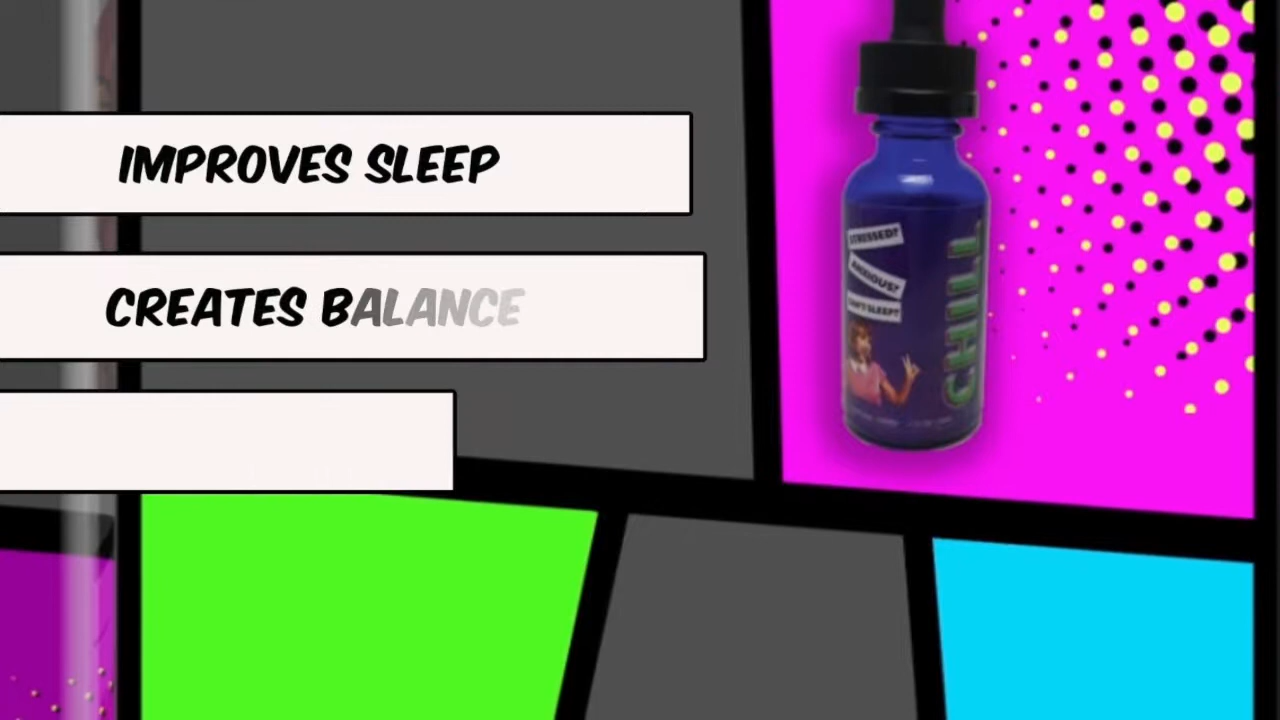 IMPROVES SLEEP
CREATES BALANCE
STRESSED?
ANXIOUS?
CAN'T SLEEP?
CHILL